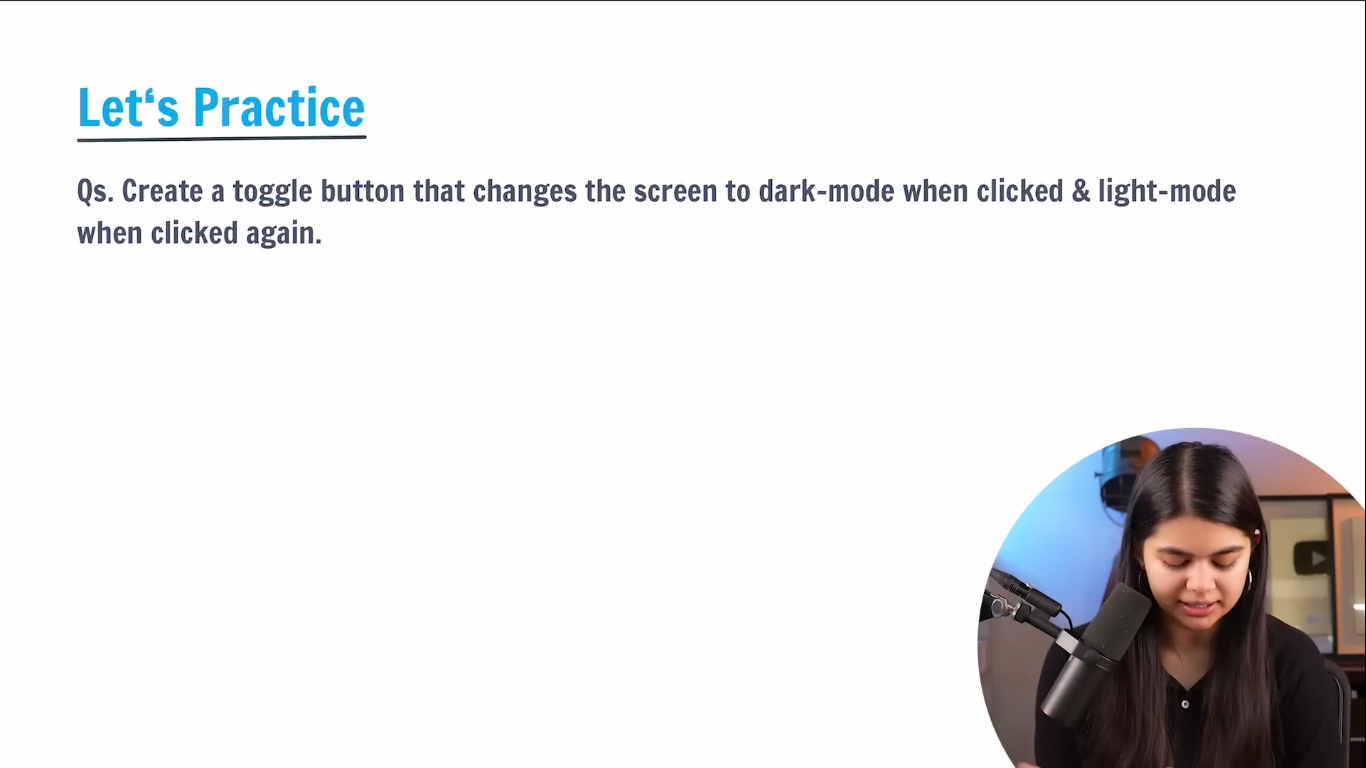 Let‘s Practice
Qs. Create a toggle button that changes the screen to dark-mode when clicked & light-mode
when clicked again.